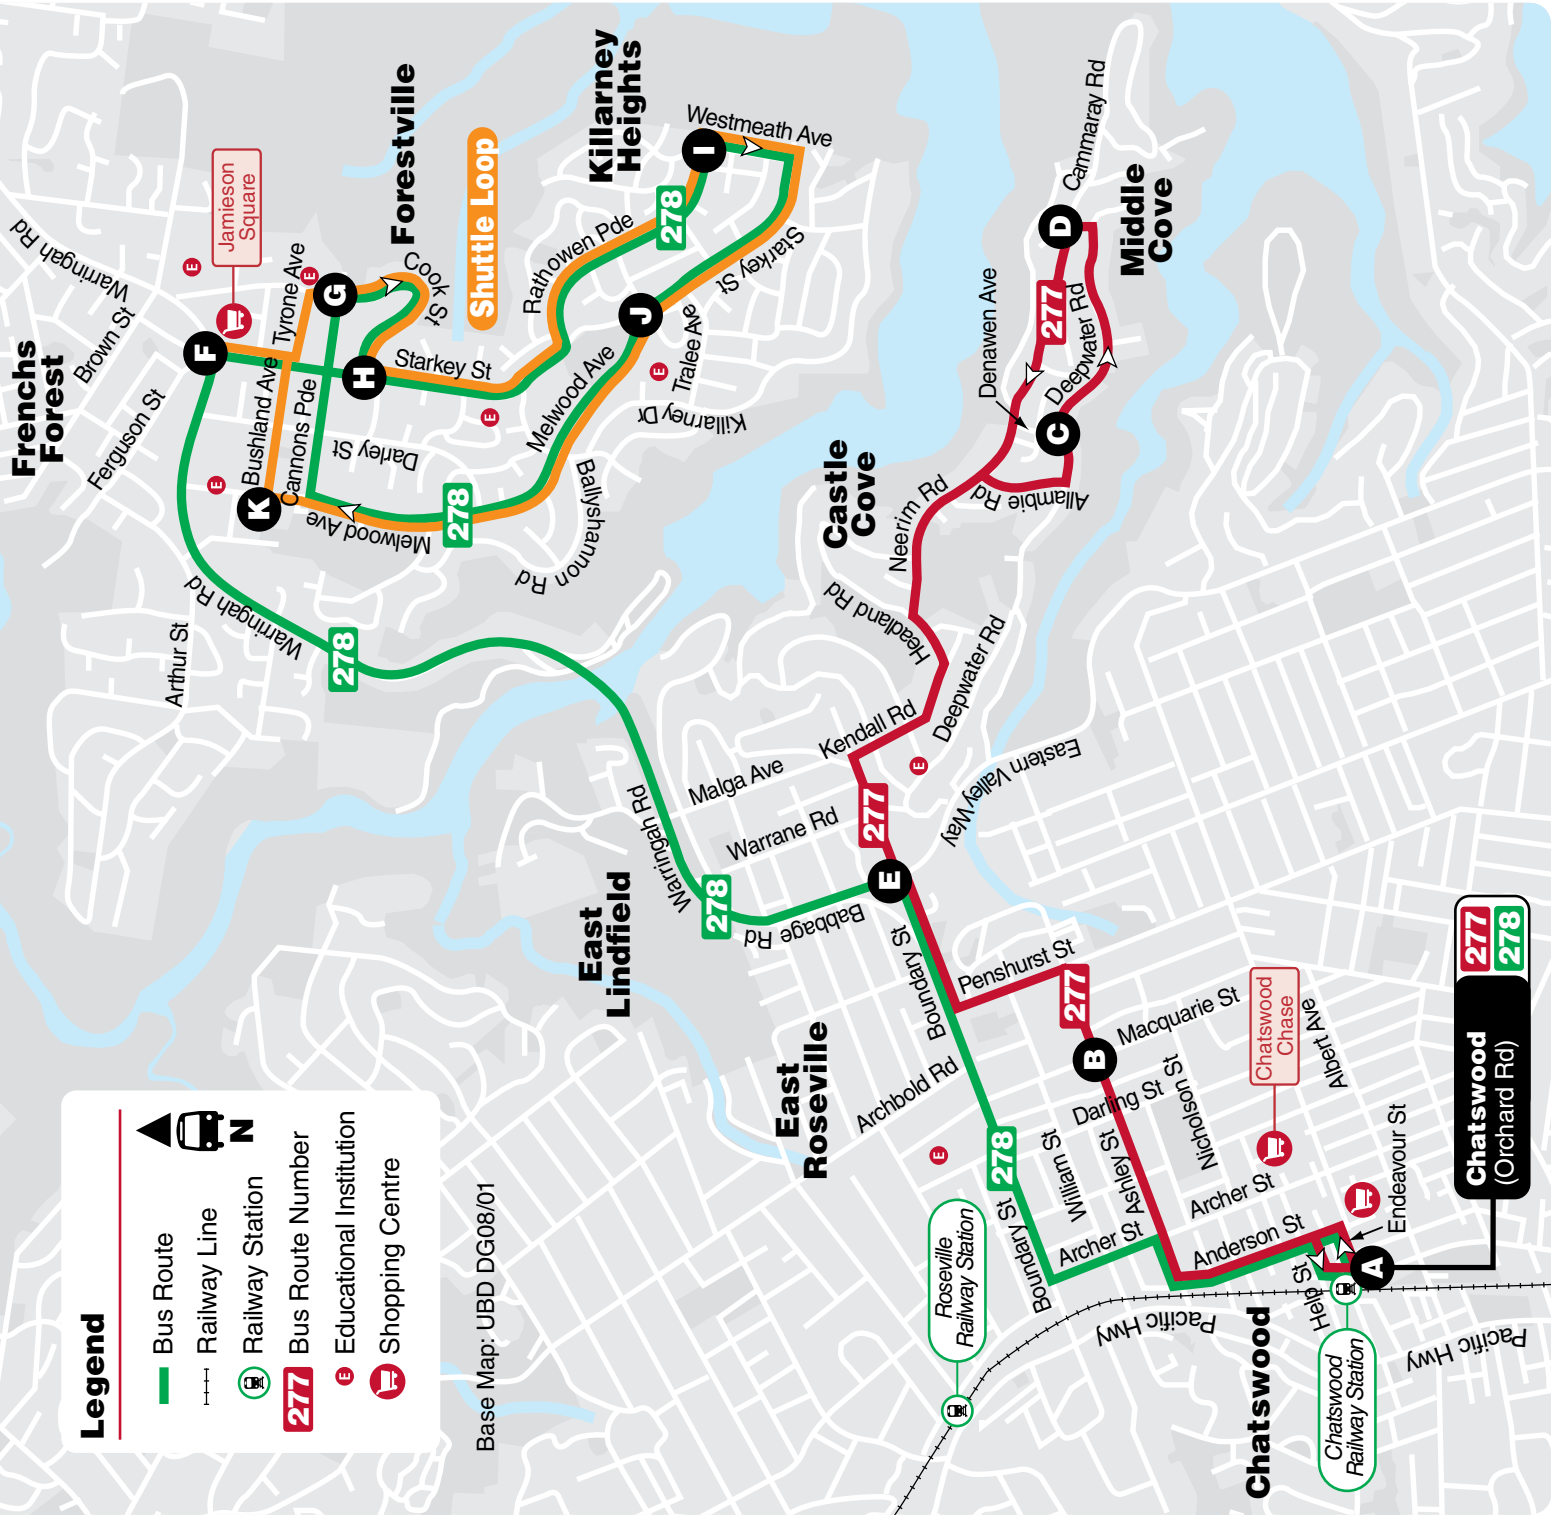 Legend
Bus Route
Railway Line
Railway Station
277
Bus Route Number
E
Educational Institution
Shopping Centre
N
Base Map: UBD DG08/01
Frenchs
Forest
Warringah Rd
Brown St
Ferguson St
Jamieson
Square
E
E
E
Tyrone Ave
Bushland Ave
Cannons Pde
Darley St
Forestville
Cook St
Shuttle Loop
Starkey St
E
Killarney
Heights
Westmeath Ave
Rathowen Pde
278
Starkey St
Tralee Ave
E
Killarney Dr
Melwood Ave
Ballyshannon Rd
278
Melwood Ave
F
G
H
I
J
K
Arthur St
Warringah Rd
278
Warringah Rd
278
Babbage Rd
East
Lindfield
Malga Ave
Warrane Rd
Kendall Rd
277
E
Deepwater Rd
Eastern Valley Way
Headland Rd
Neerim Rd
Castle
Cove
Allambie Rd
Denawen Ave
Deepwater Rd
277
Cammaray Rd
Middle
Cove
C
D
E
Boundary St
Penshurst St
277
B
Macquarie St
Archbold Rd
East
Roseville
E
278
Boundary St
William St
Ashley St
Darling St
Nicholson St
Archer St
Archer St
Anderson St
Chatswood
Chase
Albert Ave
Endeavour St
Help St
A
Roseville
Railway Station
Pacific Hwy
Pacific Hwy
Chatswood
Chatswood
Railway Station
Chatswood
(Orchard Rd)
277
278